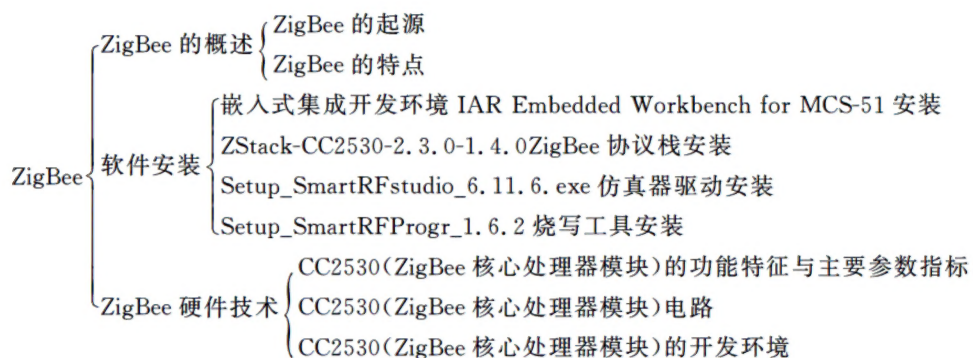 ZigBee 的概述
ZigBee 的起源
ZigBee 的特点
ZigBee
软件安装
嵌入式集成开发环境 IAR Embedded Workbench for MCS-51 安装
ZStack-CC2530-2.3.0-1.4.0ZigBee 协议栈安装
Setup_SmartRFstudio_6.11.6.exe 仿真器驱动安装
Setup_SmartRFProgr_1.6.2 烧写工具安装
ZigBee 硬件技术
CC2530(ZigBee 核心处理器模块)的功能特征与主要参数指标
CC2530(ZigBee 核心处理器模块)电路
CC2530(ZigBee 核心处理器模块)的开发环境